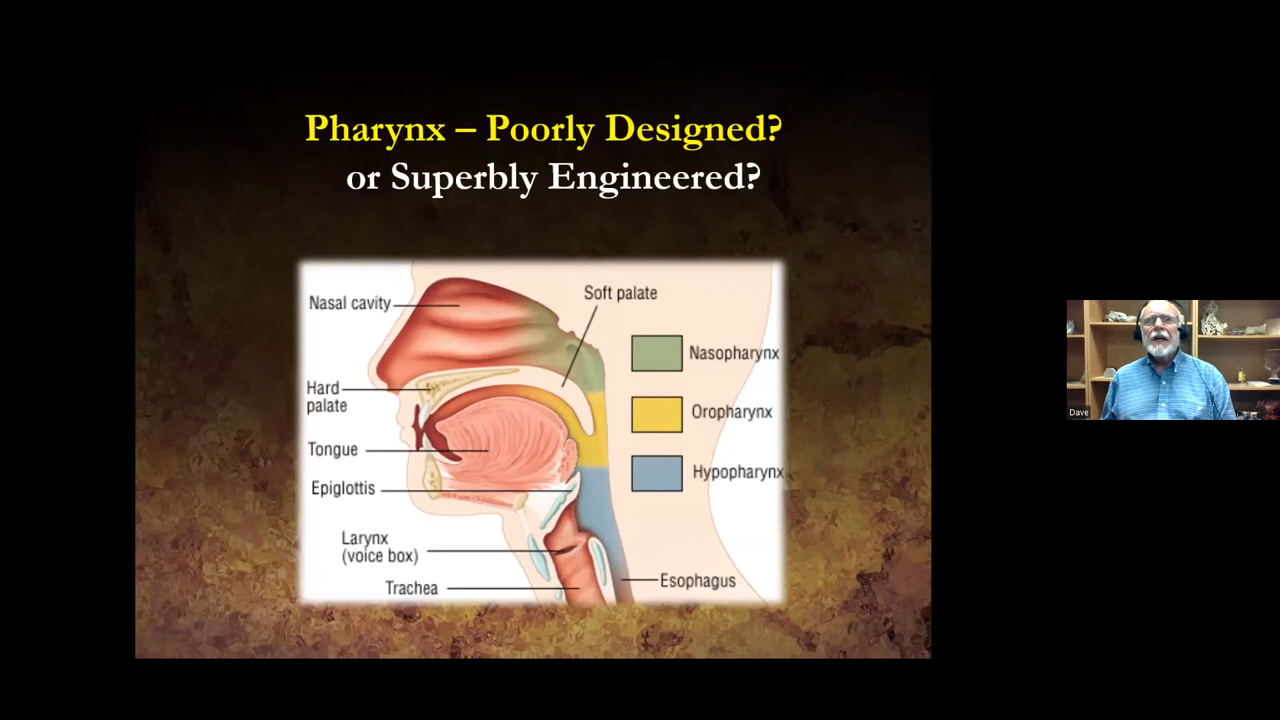 Pharynx – Poorly Designed?
or Superbly Engineered?
Nasal cavity
Soft palate
Nasopharynx
Hard
palate
Oropharynx
Tongue
Hypopharynx
Epiglottis
Larynx
(voice box)
Esophagus
Trachea
Dave